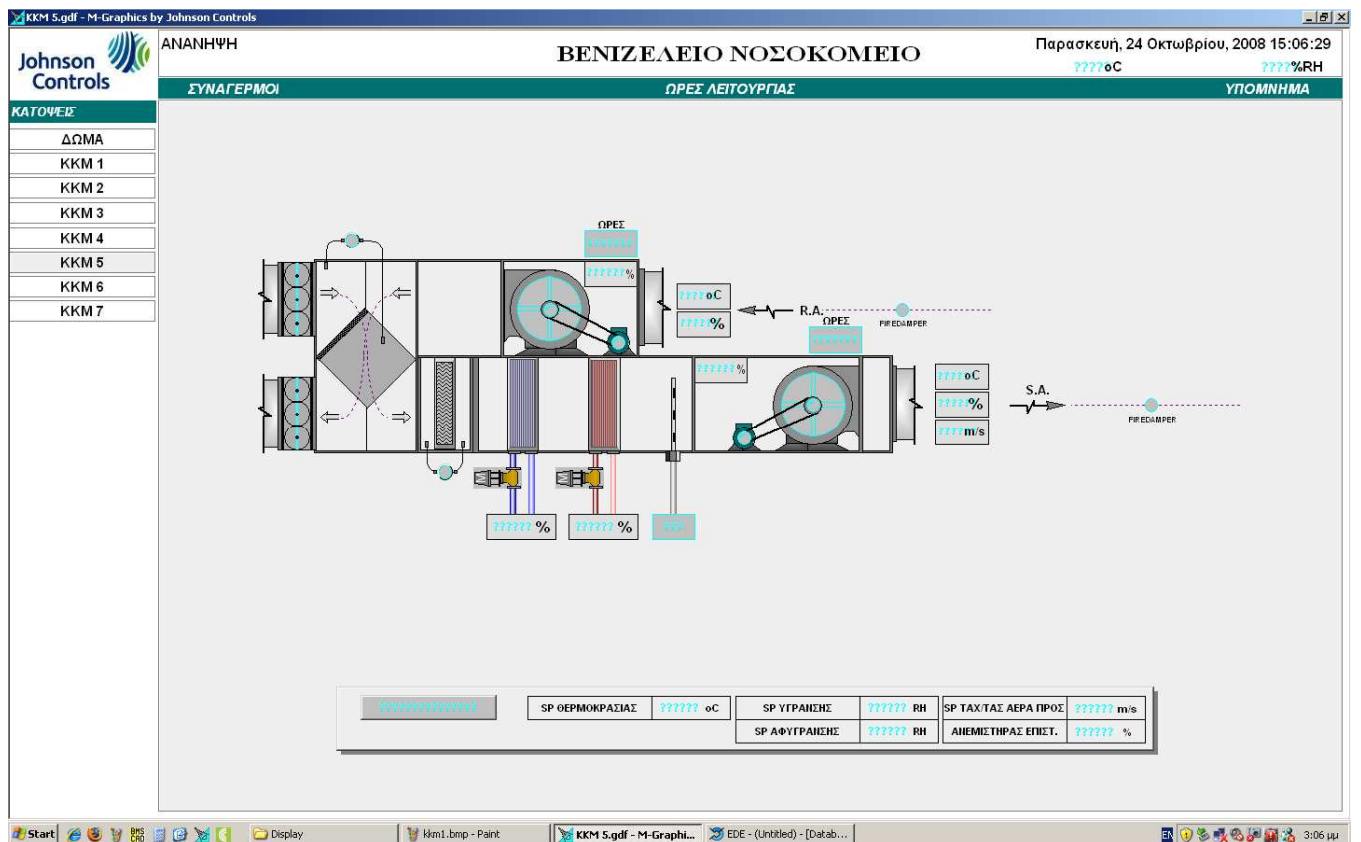 KKM 5.gdf - M-Graphics by Johnson Controls
Johnson Controls
ΑΝΑΝΗΨΗ
ΒΕΝΙΖΕΛΕΙΟ ΝΟΣΟΚΟΜΕΙΟ
Παρασκευή, 24 Οκτωβρίου, 2008 15:06:29
????oC ????%RH
ΣΥΝΑΓΕΡΜΟΙ ΩΡΕΣ ΛΕΙΤΟΥΡΓΙΑΣ ΥΠΟΜΝΗΜΑ
ΚΑΤΟΨΕΙΣ
ΔΩΜΑ
ΚΚΜ 1
ΚΚΜ 2
ΚΚΜ 3
ΚΚΜ 4
ΚΚΜ 5
ΚΚΜ 6
ΚΚΜ 7
ΩΡΕΣ
???????
??????%
????oC
?????%
R.A.
FIREDAMPER
ΩΡΕΣ
???????
??????%
????oC
?????%
????m/s
S.A.
FIREDAMPER
M
M
??????%
??????%
???
SP ΘΕΡΜΟΚΡΑΣΙΑΣ ?????? oC
SP ΥΓΡΑΝΣΗΣ ?????? RH
SP ΤΑΧ/ΤΑΣ ΑΕΡΑ ΠΡΟΣ ?????? m/s
SP ΑΦΥΓΡΑΝΣΗΣ ?????? RH
ΑΝΕΜΙΣΤΗΡΑΣ ΕΠΙΣΤ. ?????? %
Start
BMS CAD
Display
kkm1.bmp - Paint
KKM 5.gdf - M-Graphi...
EDE - (Untitled) - [Datab...
EN
3:06 μμ